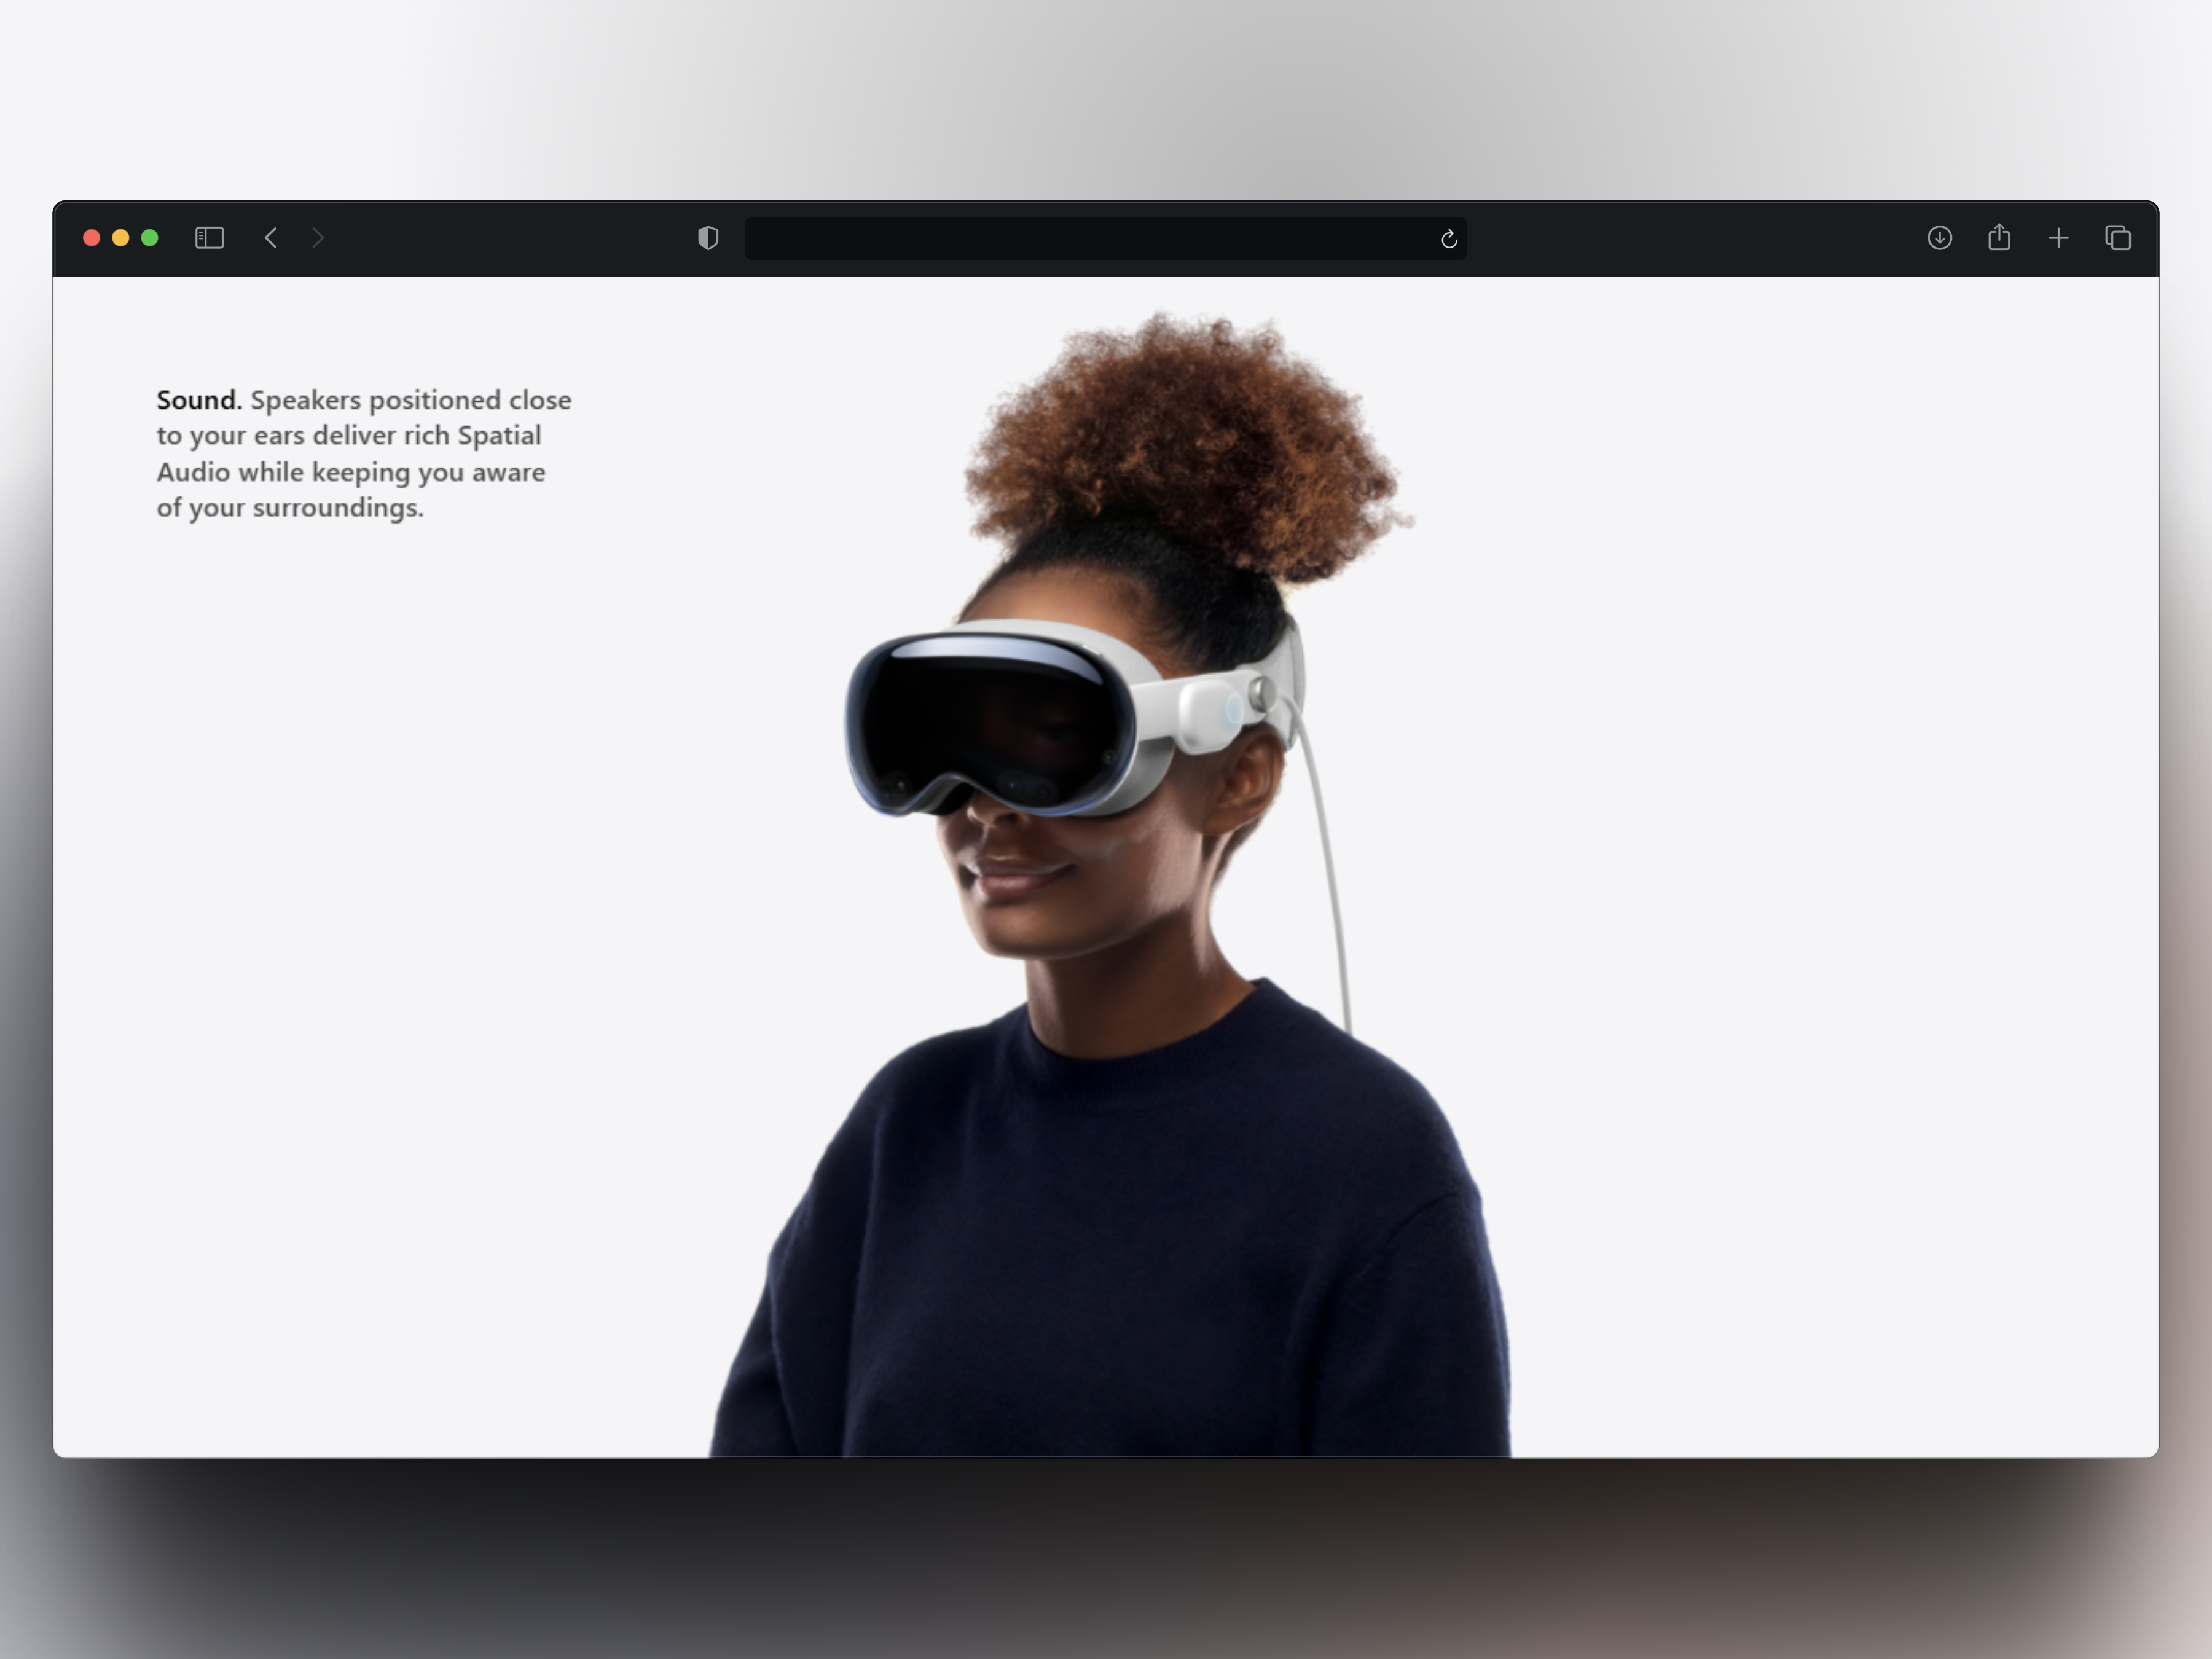 Sound. Speakers positioned close
to your ears deliver rich Spatial
Audio while keeping you aware
of your surroundings.